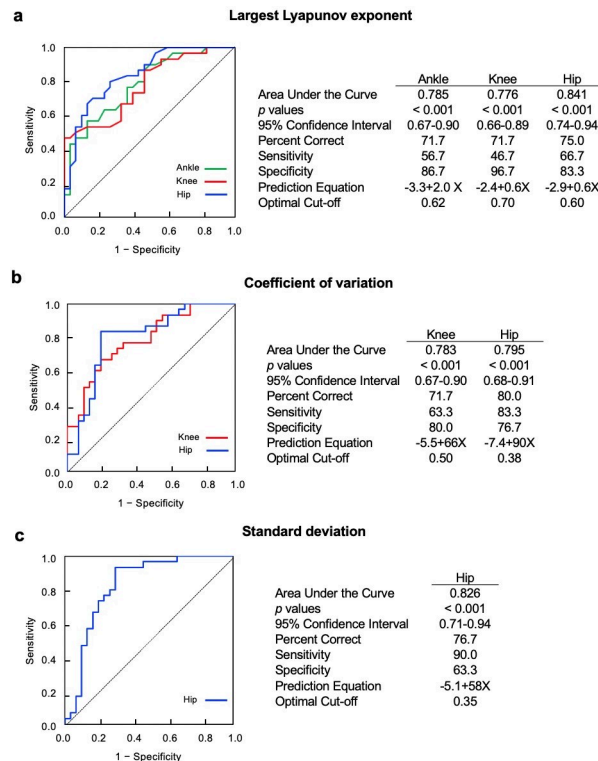 a
Largest Lyapunov exponent
1.0
0.8
0.6
0.4
0.2
0.0
Sensitivity
Ankle
Knee
Hip
0.0 0.2 0.4 0.6 0.8 1.0
1 − Specificity
Ankle Knee Hip
Area Under the Curve 0.785 0.776 0.841
p values < 0.001 < 0.001 < 0.001
95% Confidence Interval 0.67-0.90 0.66-0.89 0.74-0.94
Percent Correct 71.7 71.7 75.0
Sensitivity 56.7 46.7 66.7
Specificity 86.7 96.7 83.3
Prediction Equation -3.3+2.0 X -2.4+0.6X -2.9+0.6X
Optimal Cut-off 0.62 0.70 0.60
b
Coefficient of variation
1.0
0.8
0.6
0.4
0.2
0.0
Sensitivity
Knee
Hip
0.0 0.2 0.4 0.6 0.8 1.0
1 − Specificity
Knee Hip
Area Under the Curve 0.783 0.795
p values < 0.001 < 0.001
95% Confidence Interval 0.67-0.90 0.68-0.91
Percent Correct 71.7 80.0
Sensitivity 63.3 83.3
Specificity 80.0 76.7
Prediction Equation -5.5+66X -7.4+90X
Optimal Cut-off 0.50 0.38
c
Standard deviation
1.0
0.8
0.6
0.4
0.2
0.0
Sensitivity
Hip
0.0 0.2 0.4 0.6 0.8 1.0
1 − Specificity
Hip
Area Under the Curve 0.826
p values < 0.001
95% Confidence Interval 0.71-0.94
Percent Correct 76.7
Sensitivity 90.0
Specificity 63.3
Prediction Equation -5.1+58X
Optimal Cut-off 0.35